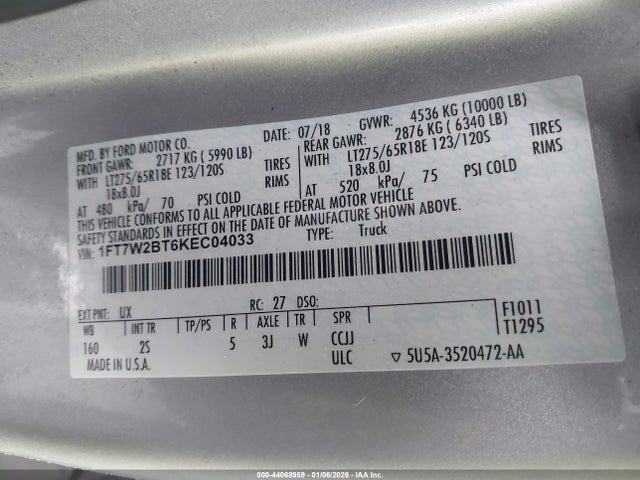 MFD. BY FORD MOTOR CO.
DATE: 07/18 GVWR: 4536 KG (10000 LB)
FRONT GAWR: 2717 KG ( 5990 LB) REAR GAWR: 2876 KG ( 6340 LB)
WITH LT275/65R18E 123/120S TIRES WITH LT275/65R18E 123/120S TIRES
18x8.0J RIMS 18x8.0J RIMS
AT 480 kPa/ 70 PSI COLD AT 520 kPa/ 75 PSI COLD
THIS VEHICLE CONFORMS TO ALL APPLICABLE FEDERAL MOTOR VEHICLE
SAFETY STANDARDS IN EFFECT ON THE DATE OF MANUFACTURE SHOWN ABOVE.
VIN: 1FT7W2BT6KEC04033 TYPE: Truck
EXT PNT: UX RC: 27 DSO:
WB INT TR TP/PS R AXLE TR SPR
160 2S 5 3J W CCJJ
ULC
F1011
T1295
MADE IN U.S.A. ▽ 5U5A-3520472-AA
000-44068959 | 01/06/2026 - IAAC, Inc.